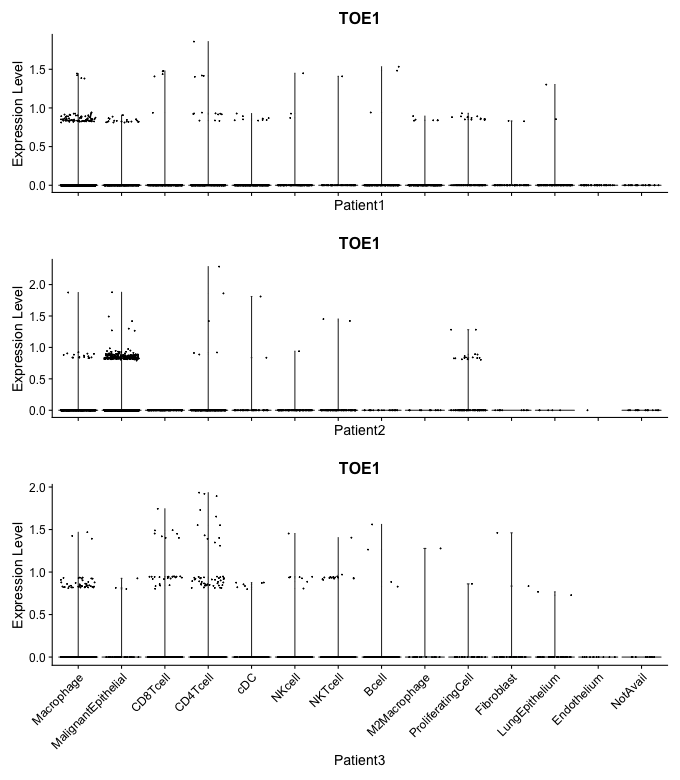 TOE1
Expression Level
1.5
1.0
0.5
0.0
Patient1
TOE1
Expression Level
2.0
1.5
1.0
0.5
0.0
Patient2
TOE1
Expression Level
2.0
1.5
1.0
0.5
0.0
Macrophage
MalignantEpithelial
CD8Tcell
CD4Tcell
cDC
NKcell
NKTcell
Bcell
M2Macrophage
ProliferatingCell
Fibroblast
LungEpithelium
Endothelium
NotAvail
Patient3